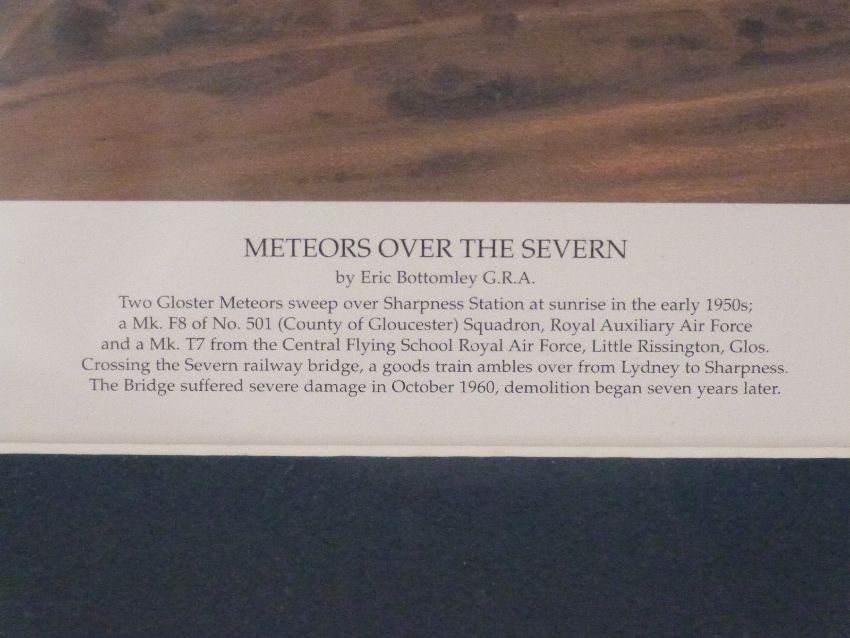 METEORS OVER THE SEVERN
by Eric Bottomley G.R.A.
Two Gloster Meteors sweep over Sharpness Station at sunrise in the early 1950s;
a Mk. F8 of No. 501 (County of Gloucester) Squadron, Royal Auxiliary Air Force
and a Mk. T7 from the Central Flying School Royal Air Force, Little Rissington, Glos.
Crossing the Severn railway bridge, a goods train ambles over from Lydney to Sharpness.
The Bridge suffered severe damage in October 1960, demolition began seven years later.